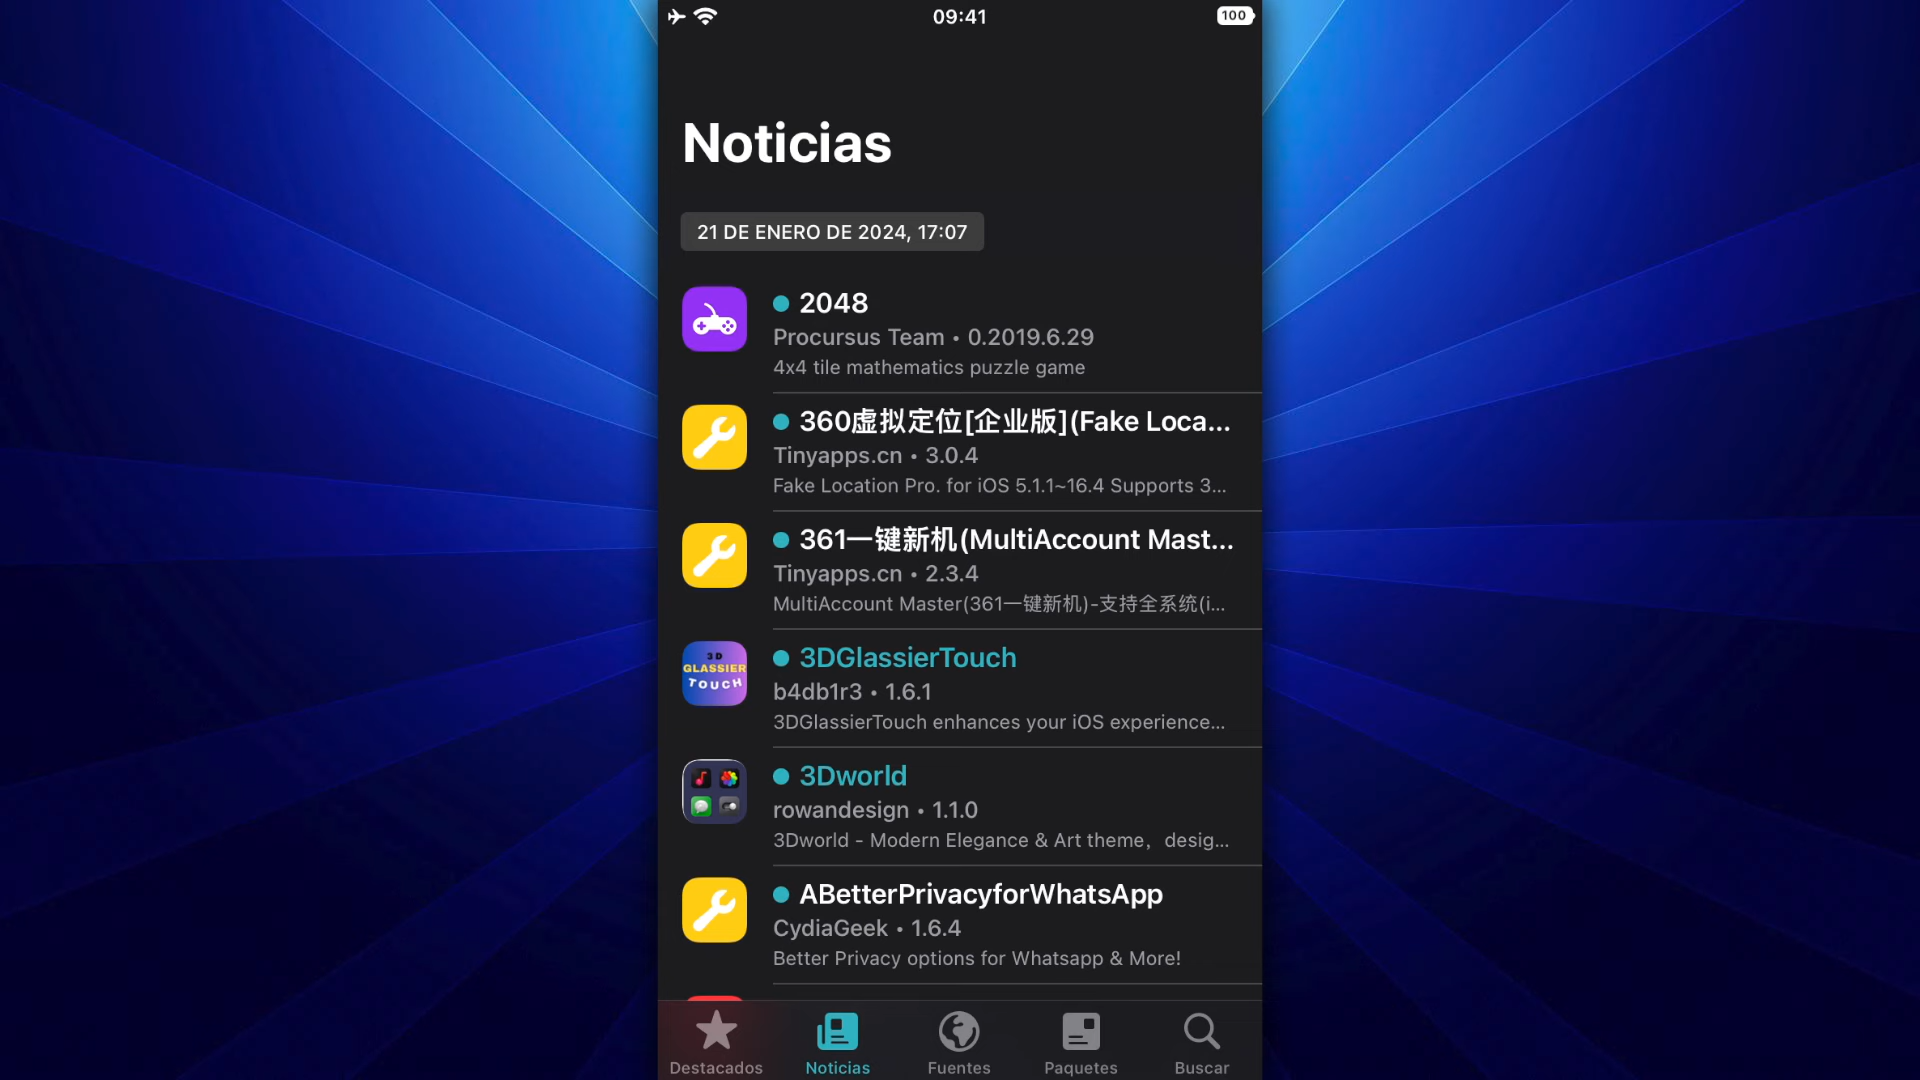 09:41
100
Noticias
21 DE ENERO DE 2024, 17:07
2048
Procursus Team • 0.2019.6.29
4x4 tile mathematics puzzle game
360虚拟定位[企业版](Fake Loca...
Tinyapps.cn • 3.0.4
Fake Location Pro. for iOS 5.1.1~16.4 Supports 3...
361一键新机(MultiAccount Mast...
Tinyapps.cn • 2.3.4
MultiAccount Master(361一键新机)-支持全系统(i...
3D
GLASSIER
TOUCH
3DGlassierTouch
b4db1r3 • 1.6.1
3DGlassierTouch enhances your iOS experience...
3Dworld
rowandesign • 1.1.0
3Dworld - Modern Elegance & Art theme，desig...
ABetterPrivacyforWhatsApp
CydiaGeek • 1.6.4
Better Privacy options for Whatsapp & More!
Destacados
Noticias
Fuentes
Paquetes
Buscar